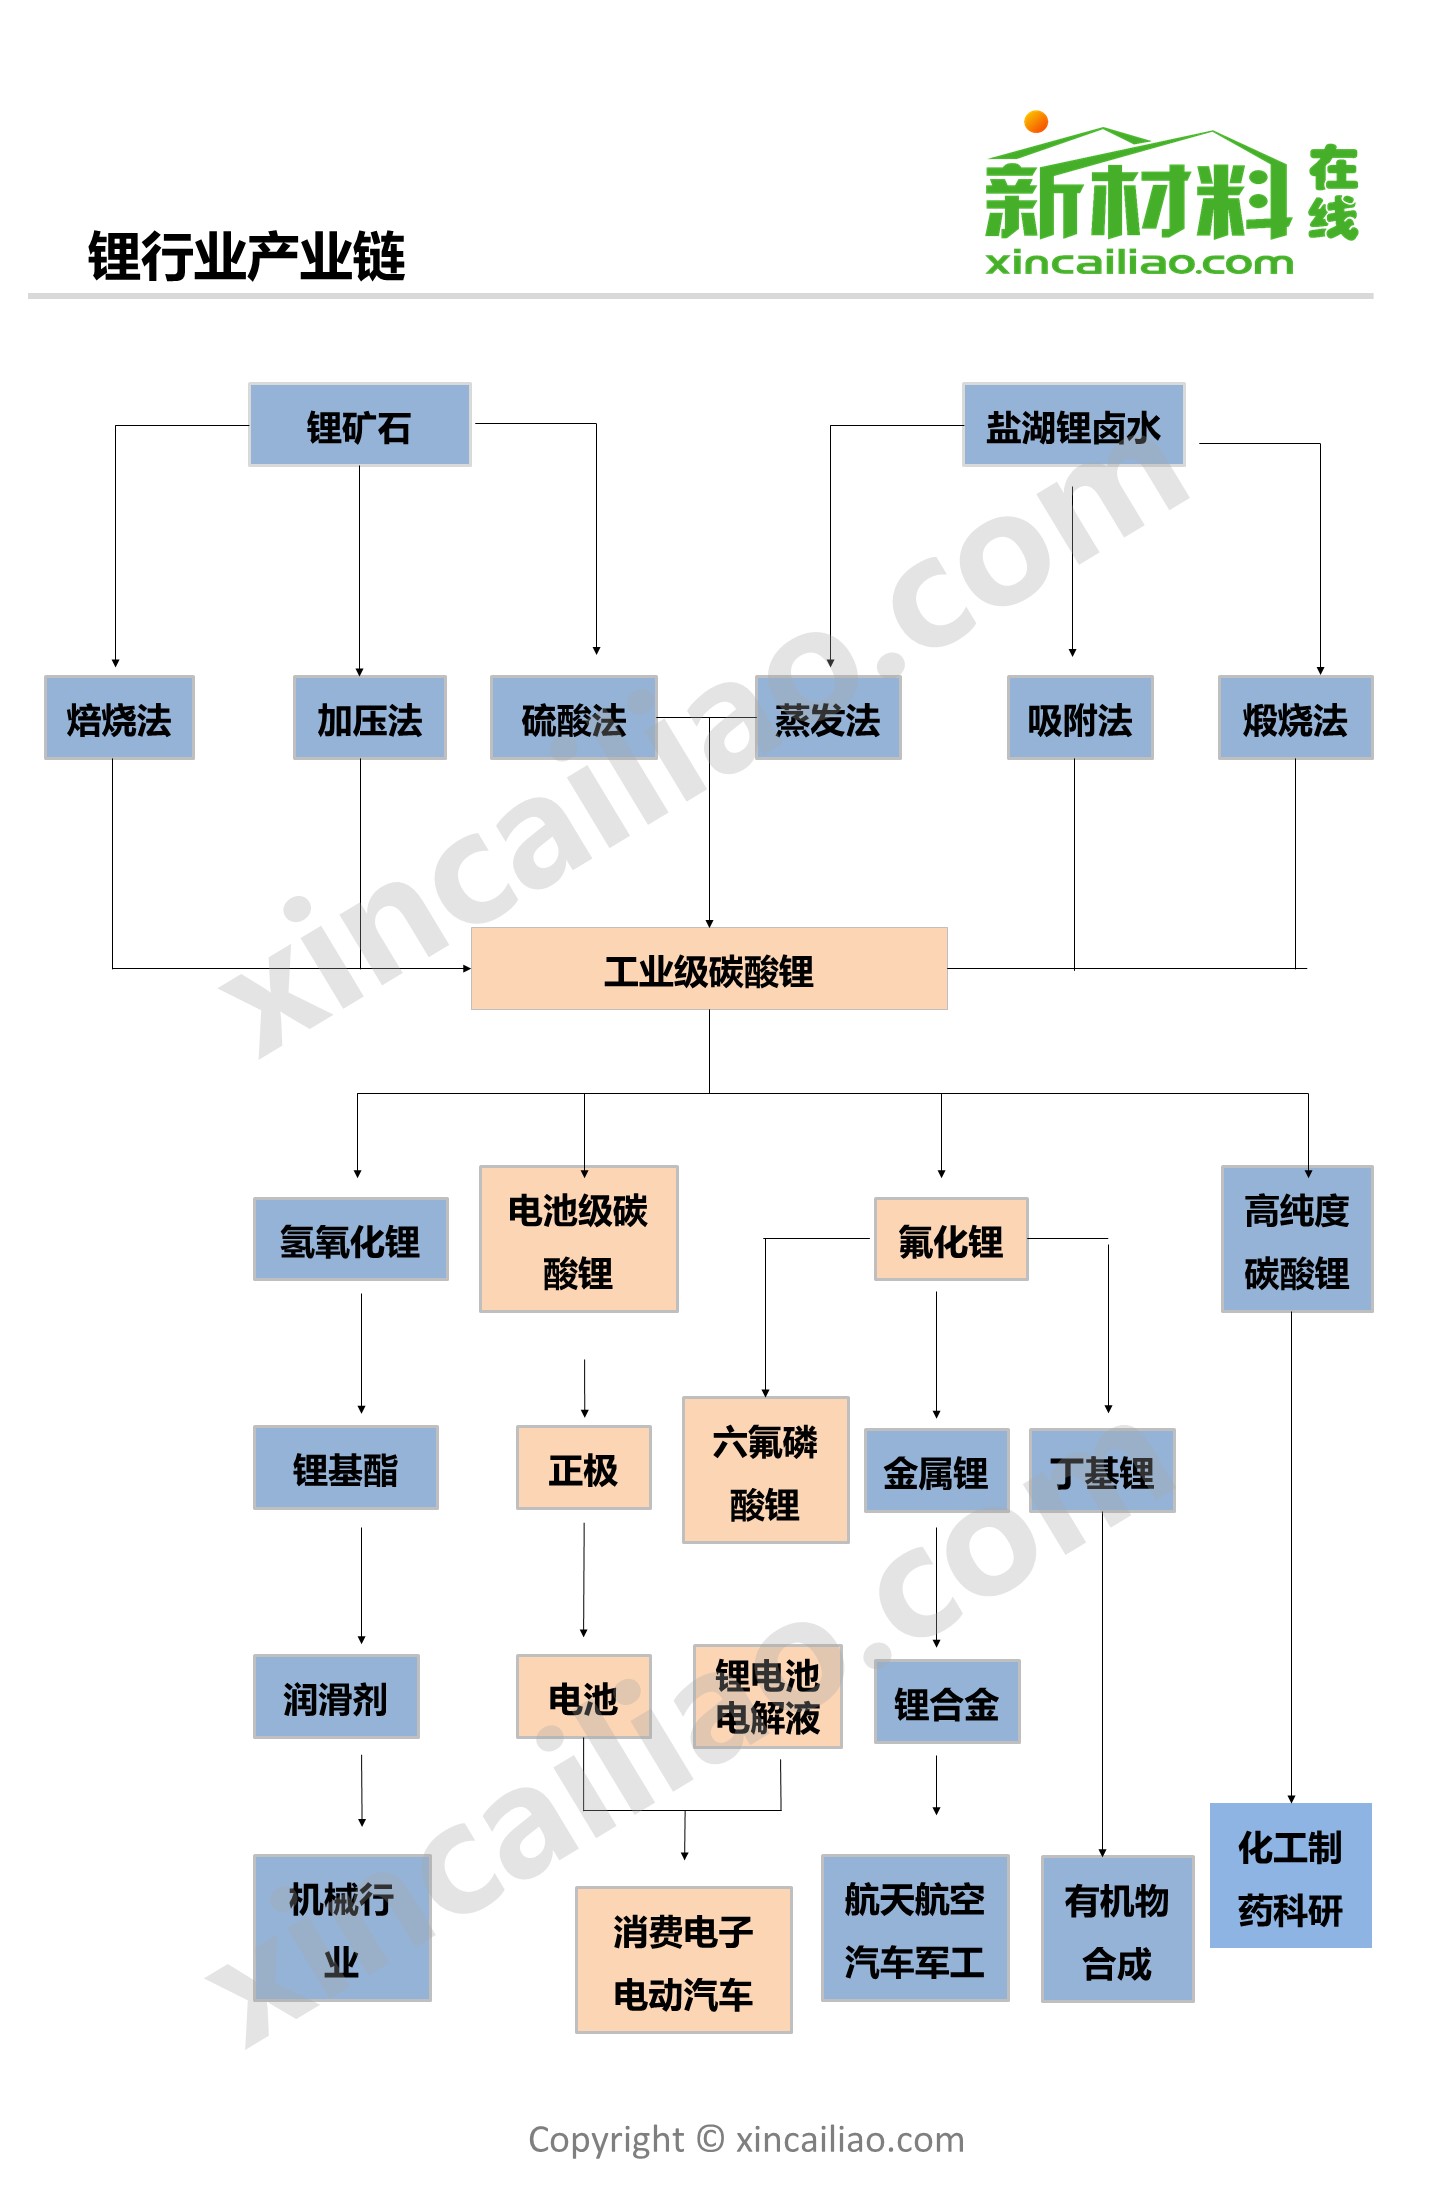 新材料在线
xincailiao.com
锂行业产业链
锂矿石
盐湖锂卤水
焙烧法
加压法
硫酸法
蒸发法
吸附法
煅烧法
工业级碳酸锂
氢氧化锂
电池级碳
酸锂
氟化锂
高纯度
碳酸锂
锂基酯
正极
六氟磷
酸锂
金属锂
丁基锂
润滑剂
电池
锂电池
电解液
锂合金
机械行
业
消费电子
电动汽车
航天航空
汽车军工
有机物
合成
化工制
药科研
xincailiao.com
xincailiao.com
Copyright © xincailiao.com